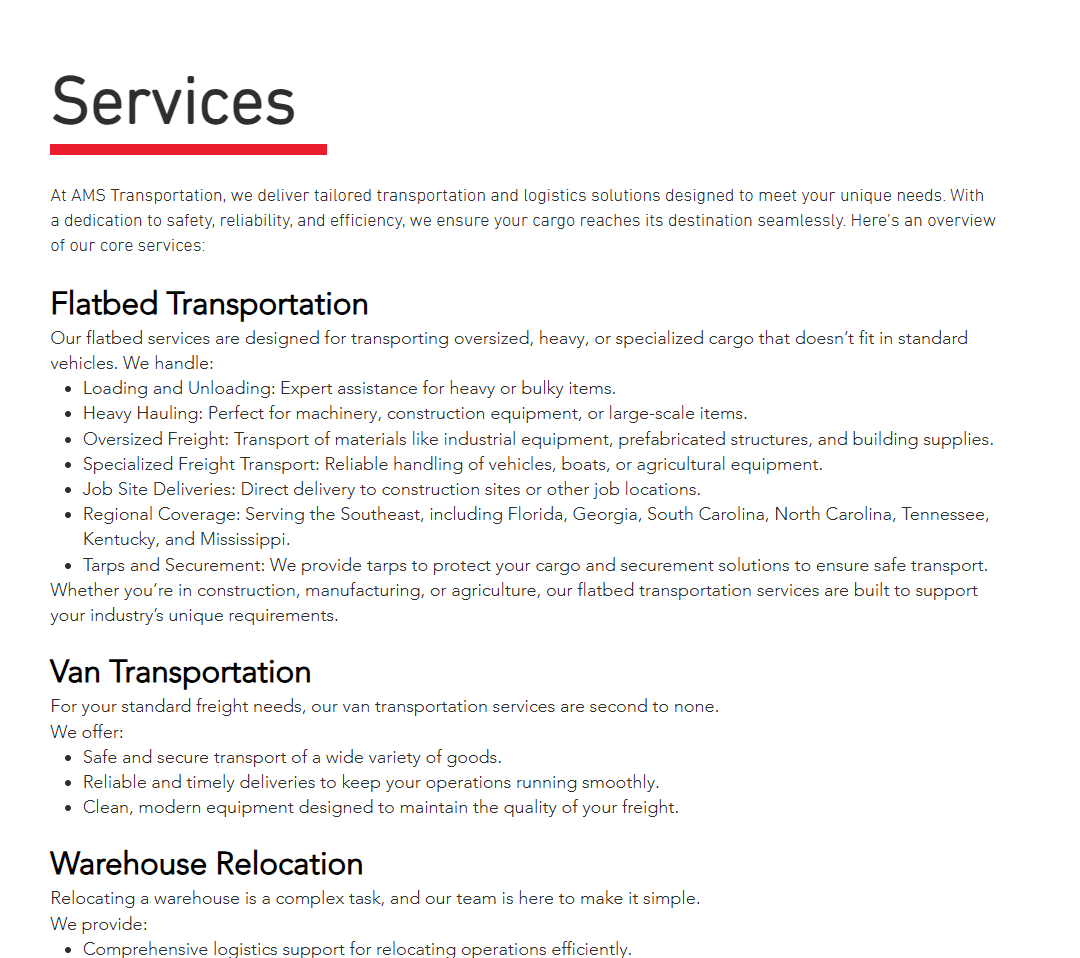 Services
At AMS Transportation, we deliver tailored transportation and logistics solutions designed to meet your unique needs. With
a dedication to safety, reliability, and efficiency, we ensure your cargo reaches its destination seamlessly. Here's an overview
of our core services:
Flatbed Transportation
Our flatbed services are designed for transporting oversized, heavy, or specialized cargo that doesn’t fit in standard
vehicles. We handle:
• Loading and Unloading: Expert assistance for heavy or bulky items.
• Heavy Hauling: Perfect for machinery, construction equipment, or large-scale items.
• Oversized Freight: Transport of materials like industrial equipment, prefabricated structures, and building supplies.
• Specialized Freight Transport: Reliable handling of vehicles, boats, or agricultural equipment.
• Job Site Deliveries: Direct delivery to construction sites or other job locations.
• Regional Coverage: Serving the Southeast, including Florida, Georgia, South Carolina, North Carolina, Tennessee,
Kentucky, and Mississippi.
• Tarps and Securement: We provide tarps to protect your cargo and securement solutions to ensure safe transport.
Whether you’re in construction, manufacturing, or agriculture, our flatbed transportation services are built to support
your industry’s unique requirements.
Van Transportation
For your standard freight needs, our van transportation services are second to none.
We offer:
• Safe and secure transport of a wide variety of goods.
• Reliable and timely deliveries to keep your operations running smoothly.
• Clean, modern equipment designed to maintain the quality of your freight.
Warehouse Relocation
Relocating a warehouse is a complex task, and our team is here to make it simple.
We provide:
• Comprehensive logistics support for relocating operations efficiently.